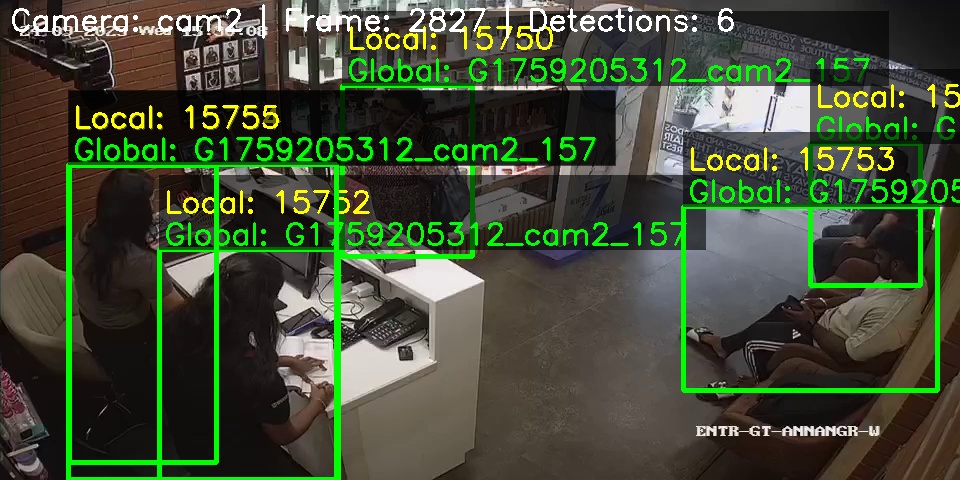 Camera: cam2 | Frame: 2827 | Detections: 6
Local: 15750
Global: G1759205312_cam2_157
Local: 15
Global: G
Local: 15755
Global: G1759205312_cam2_157
Local: 15753
Global: G1759205
Local: 15752
Global: G1759205312_cam2_157
ENTR-GT-ANNANGR-W